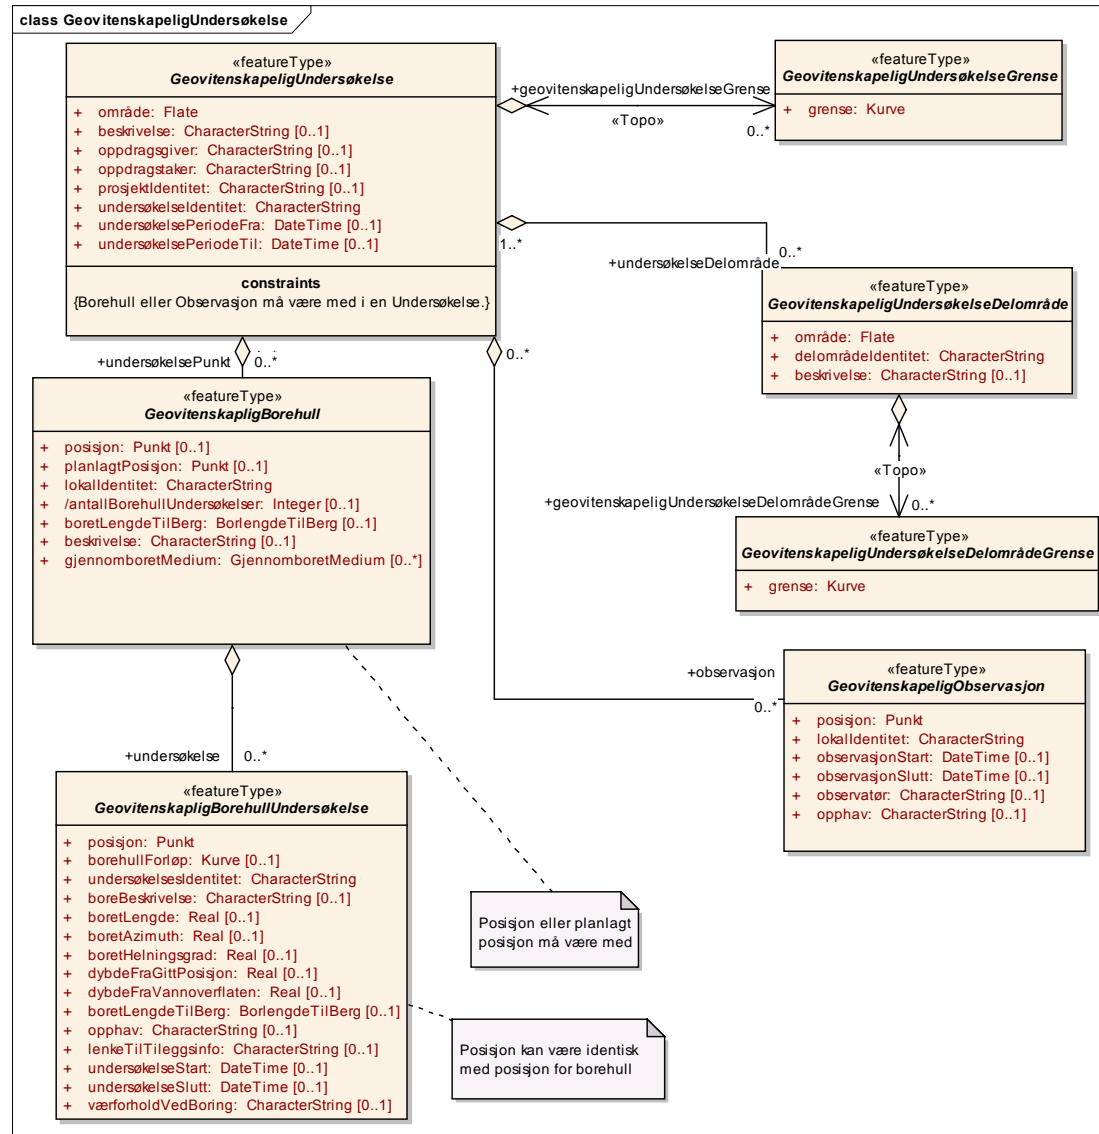 class GeovitenskapeligUndersøkelse
«featureType»
GeovitenskapeligUndersøkelse
+ område: Flate
+ beskrivelse: CharacterString [0..1]
+ oppdragsgiver: CharacterString [0..1]
+ oppdragstaker: CharacterString [0..1]
+ prosjektIdentitet: CharacterString [0..1]
+ undersøkelseIdentitet: CharacterString
+ undersøkelsePeriodeFra: DateTime [0..1]
+ undersøkelsePeriodeTil: DateTime [0..1]
constraints
{Borehull eller Observasjon må være med i en Undersøkelse.}
+geovitenskapeligUndersøkelseGrense
«Topo»
0..*
«featureType»
GeovitenskapeligUndersøkelseGrense
+ grense: Kurve
1..*
+undersøkelseDelområde
0..*
«featureType»
GeovitenskapeligUndersøkelseDelområde
+ område: Flate
+ delområdeIdentitet: CharacterString
+ beskrivelse: CharacterString [0..1]
«Topo»
+geovitenskapeligUndersøkelseDelområdeGrense
0..*
«featureType»
GeovitenskapeligUndersøkelseDelområdeGrense
+ grense: Kurve
+undersøkelsePunkt
0..*
0..*
«featureType»
GeovitenskapligBorehull
+ posisjon: Punkt [0..1]
+ planlagtPosisjon: Punkt [0..1]
+ lokalIdentitet: CharacterString
+ /antallBorehullUndersøkelser: Integer [0..1]
+ boretLengdeTilBerg: BorlengdeTilBerg [0..1]
+ beskrivelse: CharacterString [0..1]
+ gjennomboretMedium: GjennomboretMedium [0..*]
+observasjon
0..*
«featureType»
GeovitenskapeligObservasjon
+ posisjon: Punkt
+ lokalIdentitet: CharacterString
+ observasjonStart: DateTime [0..1]
+ observasjonSlutt: DateTime [0..1]
+ observatør: CharacterString [0..1]
+ opphav: CharacterString [0..1]
+undersøkelse
0..*
«featureType»
GeovitenskapligBorehullUndersøkelse
+ posisjon: Punkt
+ borehullForløp: Kurve [0..1]
+ undersøkelsesIdentitet: CharacterString
+ boreBeskrivelse: CharacterString [0..1]
+ boretLengde: Real [0..1]
+ boretAzimuth: Real [0..1]
+ boretHelningsgrad: Real [0..1]
+ dybdeFraGittPosisjon: Real [0..1]
+ dybdeFraVannoverflaten: Real [0..1]
+ boretLengdeTilBerg: BorlengdeTilBerg [0..1]
+ opphav: CharacterString [0..1]
+ lenkeTilTileggsinfo: CharacterString [0..1]
+ undersøkelseStart: DateTime [0..1]
+ undersøkelseSlutt: DateTime [0..1]
+ værforholdVedBoring: CharacterString [0..1]
Posisjon eller planlagt
posisjon må være med
Posisjon kan være identisk
med posisjon for borehull